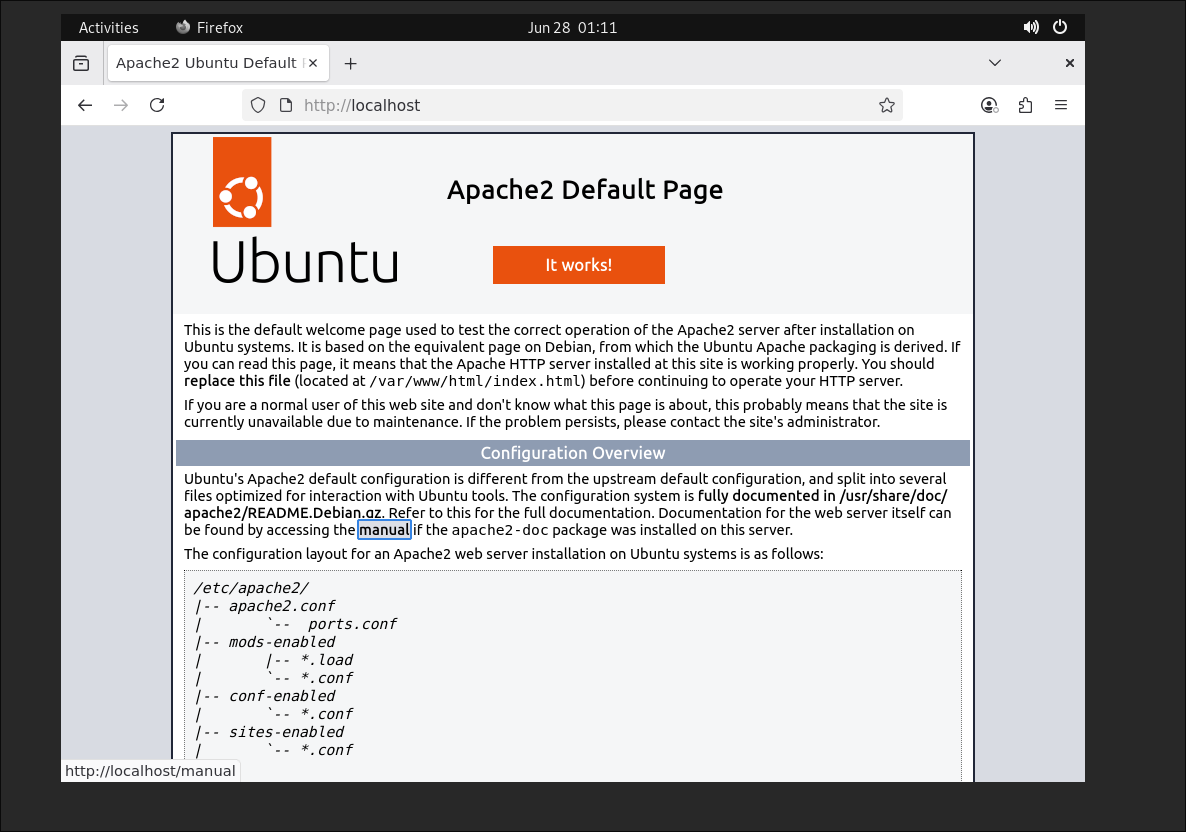 Activities
Firefox
Jun 28 01:11
Apache2 Ubuntu Default
http://localhost
Ubuntu
Apache2 Default Page
It works!
This is the default welcome page used to test the correct operation of the Apache2 server after installation on
Ubuntu systems. It is based on the equivalent page on Debian, from which the Ubuntu Apache packaging is derived. If
you can read this page, it means that the Apache HTTP server installed at this site is working properly. You should
replace this file (located at /var/www/html/index.html) before continuing to operate your HTTP server.
If you are a normal user of this web site and don't know what this page is about, this probably means that the site is
currently unavailable due to maintenance. If the problem persists, please contact the site's administrator.
Configuration Overview
Ubuntu's Apache2 default configuration is different from the upstream default configuration, and split into several
files optimized for interaction with Ubuntu tools. The configuration system is fully documented in /usr/share/doc/
apache2/README.Debian.gz. Refer to this for the full documentation. Documentation for the web server itself can
be found by accessing the manual if the apache2-doc package was installed on this server.
The configuration layout for an Apache2 web server installation on Ubuntu systems is as follows:
/etc/apache2/
|-- apache2.conf
|       `--  ports.conf
|-- mods-enabled
|       |-- *.load
|       `-- *.conf
|-- conf-enabled
|       `-- *.conf
|-- sites-enabled
|       `-- *.conf
http://localhost/manual